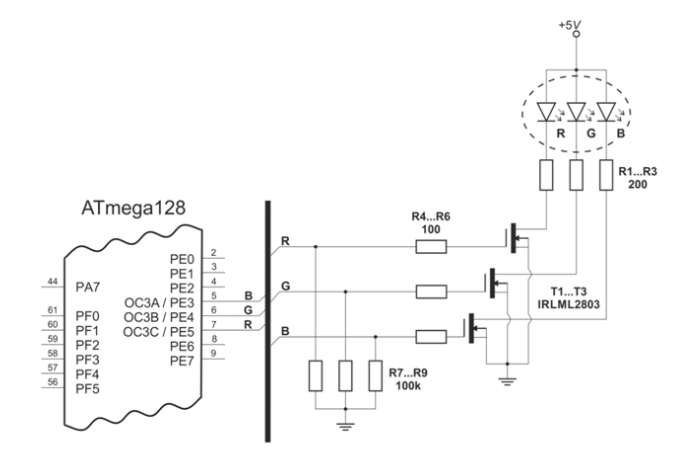 +5V
R G B
R1...R3
200
ATmega128
R4...R6
100
R
G
B
T1...T3
IRLML2803
R7...R9
100k
44 PA7
61 PF0
60 PF1
59 PF2
58 PF3
57 PF4
56 PF5
PE0 2
PE1 3
PE2 4
OC3A / PE3 5 B
OC3B / PE4 6 G
OC3C / PE5 7 R
PE6 8
PE7 9